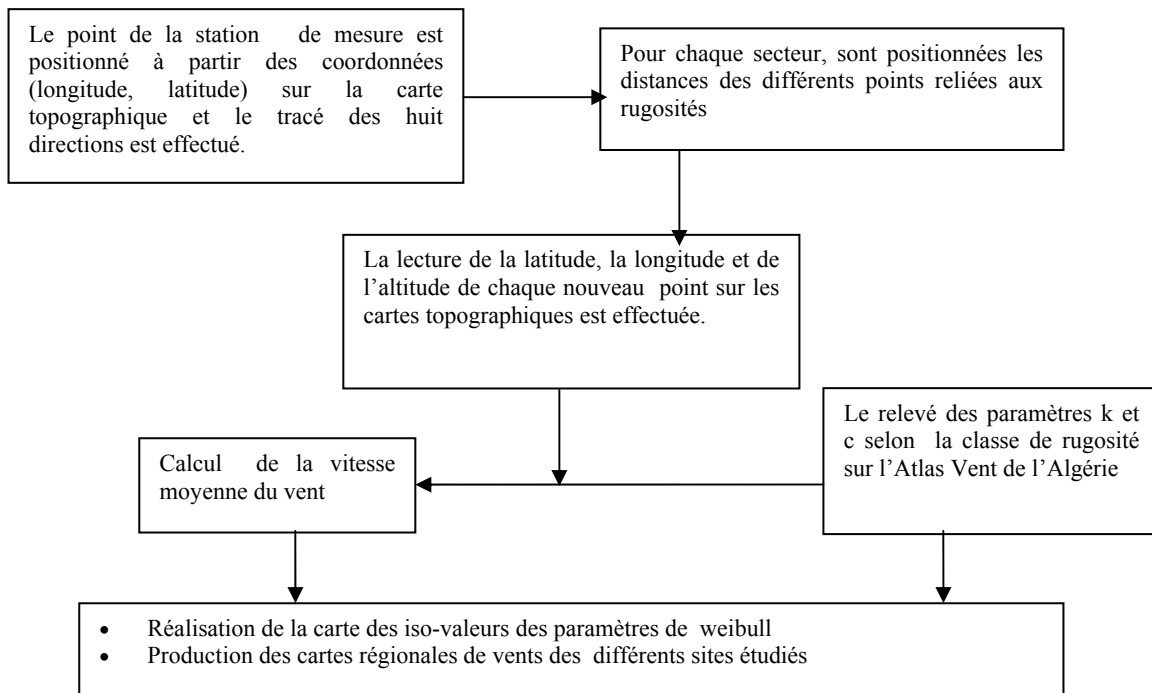 Le point de la station de mesure est
positionné à partir des coordonnées
(longitude, latitude) sur la carte
topographique et le tracé des huit
directions est effectué.
Pour chaque secteur, sont positionnées les
distances des différents points reliées aux
rugosités
La lecture de la latitude, la longitude et de
l'altitude de chaque nouveau point sur les
cartes topographiques est effectuée.
Le relevé des paramètres k et
c selon la classe de rugosité
sur l'Atlas Vent de l'Algérie
Calcul de la vitesse
moyenne du vent
• Réalisation de la carte des iso-valeurs des paramètres de weibull
• Production des cartes régionales de vents des différents sites étudiés